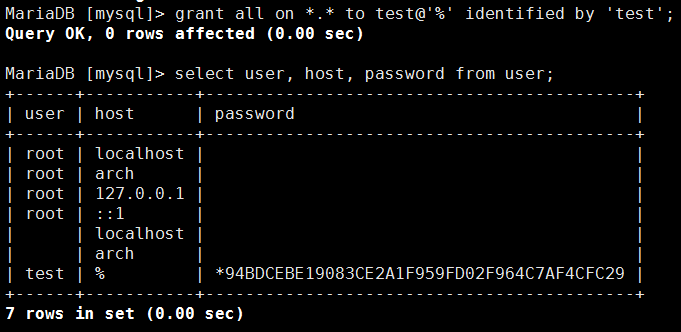 MariaDB [mysql]> grant all on *.* to test@'%' identified by 'test';
Query OK, 0 rows affected (0.00 sec)
MariaDB [mysql]> select user, host, password from user;
+------+-----------+-------------------------------------------+
| user | host      | password                                  |
+------+-----------+-------------------------------------------+
| root | localhost |                                           |
| root | arch      |                                           |
| root | 127.0.0.1 |                                           |
| root | ::1       |                                           |
|      | localhost |                                           |
|      | arch      |                                           |
| test | %         | *94BDCEBE19083CE2A1F959FD02F964C7AF4CFC29 |
+------+-----------+-------------------------------------------+
7 rows in set (0.00 sec)